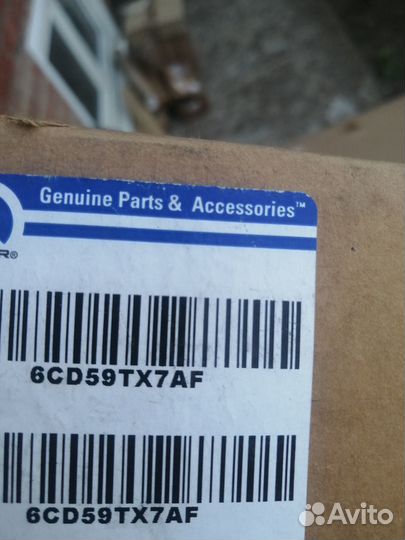 Genuine Parts & Accessories™
R®
6CD59TX7AF
6CD59TX7AF
Avito